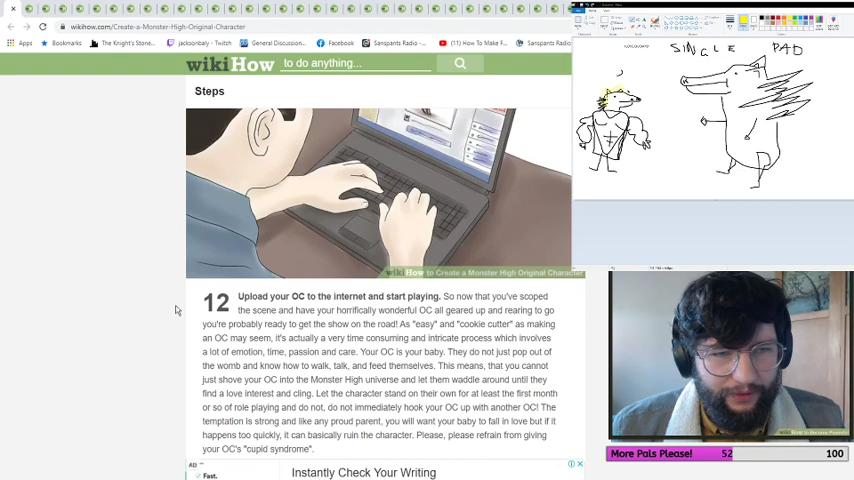 wikihow.com/Create-a-Monster-High-Original-Character
Apps
Bookmarks
The Knight's Stone...
jacksonbaly - Twitch
General Discussion...
Facebook
Sanspants Radio -...
(11) How To Make F...
Sanspants Radio
wikiHow to do anything...
SINGLE PAD
Steps
wikiHow to Create a Monster High Original Character
12 Upload your OC to the internet and start playing. So now that you've scoped
the scene and have your horrifically wonderful OC all geared up and rearing to go
you're probably ready to get the show on the road! As "easy" and "cookie cutter" as making
an OC may seem, it's actually a very time consuming and intricate process which involves
a lot of emotion, time, passion and care. Your OC is your baby. They do not just pop out of
the womb and know how to walk, talk, and feed themselves. This means, that you cannot
just shove your OC into the Monster High universe and let them waddle around until they
find a love interest and cling. Let the character stand on their own for at least the first month
or so of role playing and do not, do not immediately hook your OC up with another OC! The
temptation is strong and like any proud parent, you will want your baby to fall in love but if it
happens too quickly, it can basically ruin the character. Please, please refrain from giving
your OC's "cupid syndrome".
AD
Fast.
Instantly Check Your Writing
More Pals Please! 52 100